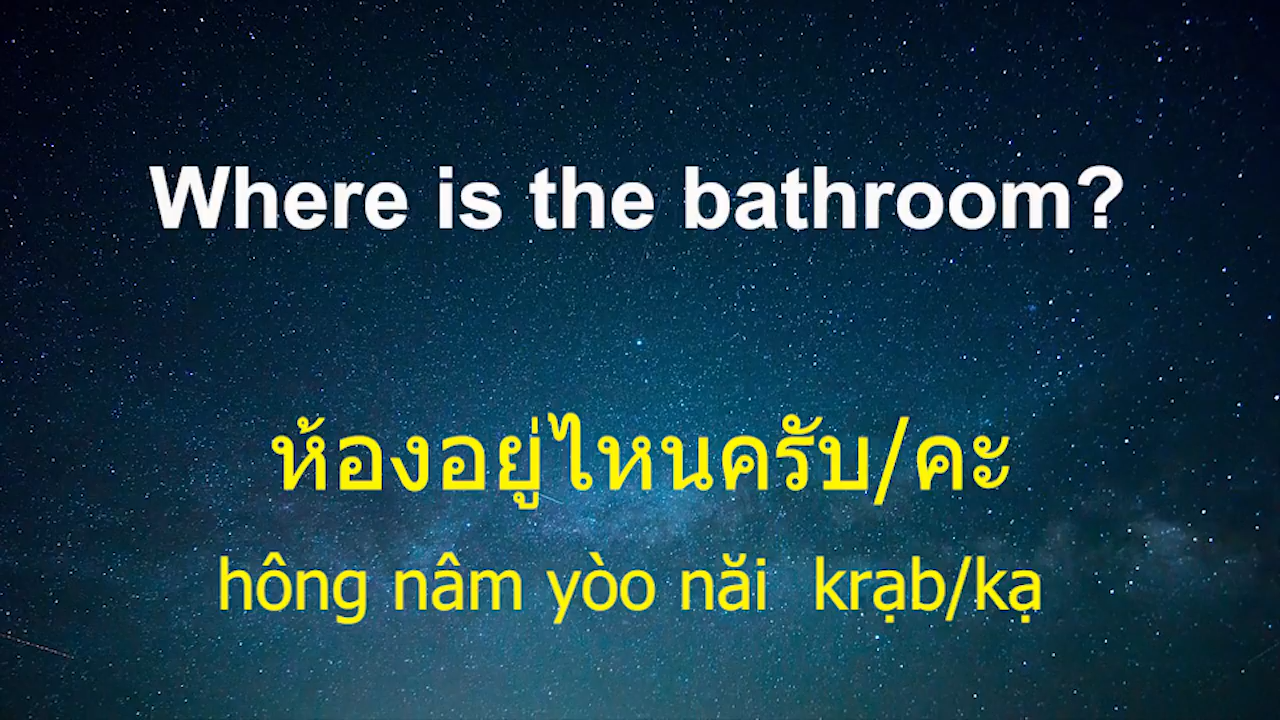 Where is the bathroom?
ห้องอยู่ไหนครับ/คะ
hông nâm yòo năi krạb/kạ